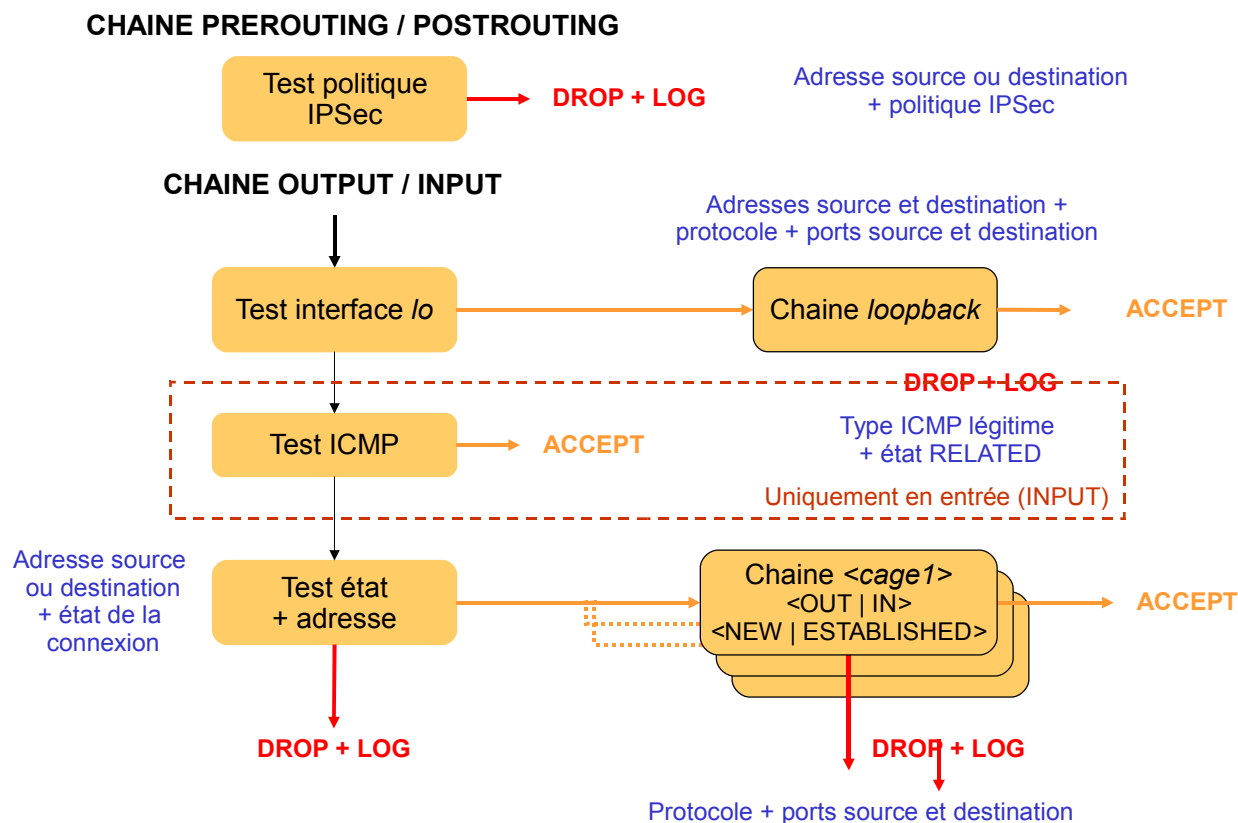 CHAINE PREROUTING / POSTROUTING
Test politique
IPSec
DROP + LOG
Adresse source ou destination
+ politique IPSec
CHAINE OUTPUT / INPUT
Adresses source et destination +
protocole + ports source et destination
Test interface lo
Chaine loopback
ACCEPT
DROP + LOG
Test ICMP
ACCEPT
Type ICMP légitime
+ état RELATED
Uniquement en entrée (INPUT)
Adresse source
ou destination
+ état de la
connexion
Test état
+ adresse
Chaine <cage1>
<OUT | IN>
<NEW | ESTABLISHED>
ACCEPT
DROP + LOG
DROP + LOG
Protocole + ports source et destination